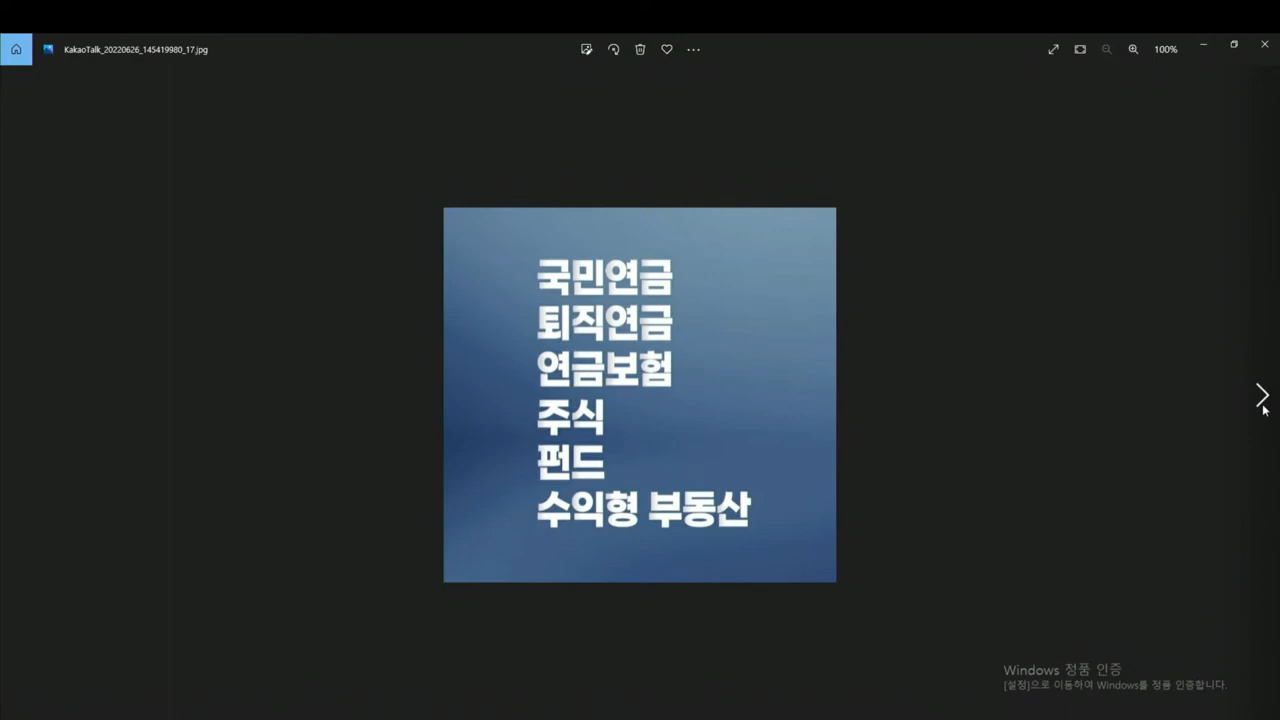 KakaoTalk_20220626_145419980_17.jpg
100%
국민연금
퇴직연금
연금보험
주식
펀드
수익형 부동산
Windows 정품 인증
[설정]으로 이동하여 Windows를 정품 인증합니다.